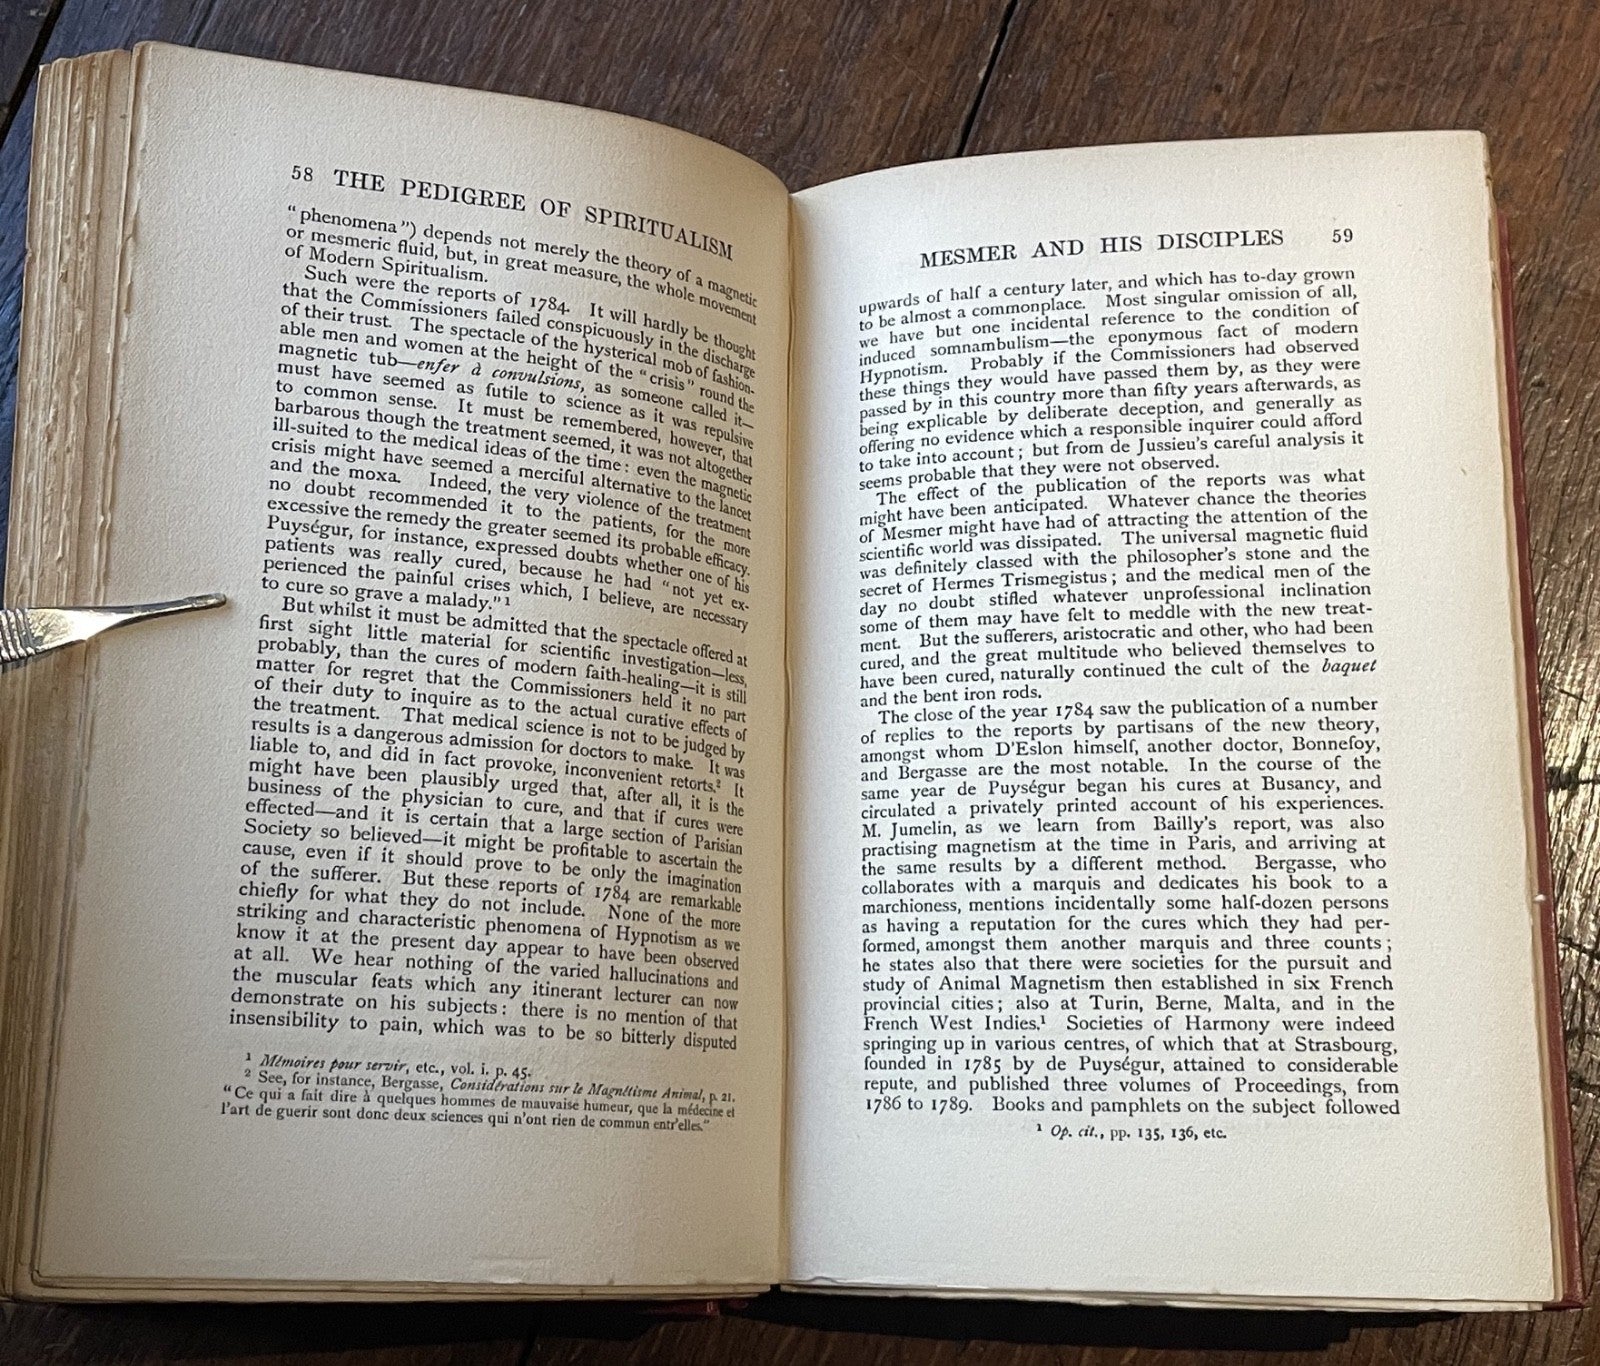 58 THE PEDIGREE OF SPIRITUALISM
"phenomena") depends not merely the theory of a magnetic
or mesmeric fluid, but, in great measure, the whole movement
of Modern Spiritualism.
Such were the reports of 1784. It will hardly be thought
that the Commissioners failed conspicuously in the discharge
of their trust. The spectacle of the hysterical mob of fashion-
able men and women at the height of the "crisis" round the
magnetic tub—enfer à convulsions, as someone called it—
must have seemed as futile to science as it was repulsive
to common sense. It must be remembered, however, that
barbarous though the treatment seemed, it was not altogether
ill-suited to the medical ideas of the time: even the magnetic
crisis might have seemed a merciful alternative to the lancet
and the moxa. Indeed, the very violence of the treatment
no doubt recommended it to the patients, for the more
excessive the remedy the greater seemed its probable efficacy.
Puységur, for instance, expressed doubts whether one of his
patients was really cured, because he had "not yet ex-
perienced the painful crises which, I believe, are necessary
to cure so grave a malady."¹
But whilst it must be admitted that the spectacle offered at
first sight little material for scientific investigation—less,
probably, than the cures of modern faith-healing—it is still
matter for regret that the Commissioners held it no part
of their duty to inquire as to the actual curative effects of
the treatment. That medical science is not to be judged by
results is a dangerous admission for doctors to make. It was
liable to, and did in fact provoke, inconvenient retorts.² It
might have been plausibly urged that, after all, it is the
business of the physician to cure, and that if cures were
effected—and it is certain that a large section of Parisian
Society so believed—it might be profitable to ascertain the
cause, even if it should prove to be only the imagination
of the sufferer. But these reports of 1784 are remarkable
chiefly for what they do not include. None of the more
striking and characteristic phenomena of Hypnotism as we
know it at the present day appear to have been observed
at all. We hear nothing of the varied hallucinations and
the muscular feats which any itinerant lecturer can now
demonstrate on his subjects: there is no mention of that
insensibility to pain, which was to be so bitterly disputed
¹ Mémoires pour servir, etc., vol. i. p. 45.
² See, for instance, Bergasse, Considérations sur le Magnétisme Animal, p. 21.
"Ce qui a fait dire à quelques hommes de mauvaise humeur, que la médecine et
l'art de guerir sont donc deux sciences qui n'ont rien de commun entr'elles."
MESMER AND HIS DISCIPLES 59
upwards of half a century later, and which has to-day grown
to be almost a commonplace. Most singular omission of all,
we have but one incidental reference to the condition of
induced somnambulism—the eponymous fact of modern
Hypnotism. Probably if the Commissioners had observed
these things they would have passed them by, as they were
passed by in this country more than fifty years afterwards, as
being explicable by deliberate deception, and generally as
offering no evidence which a responsible inquirer could afford
to take into account; but from de Jussieu's careful analysis it
seems probable that they were not observed.
The effect of the publication of the reports was what
might have been anticipated. Whatever chance the theories
of Mesmer might have had of attracting the attention of the
scientific world was dissipated. The universal magnetic fluid
was definitely classed with the philosopher's stone and the
secret of Hermes Trismegistus; and the medical men of the
day no doubt stifled whatever unprofessional inclination
some of them may have felt to meddle with the new treat-
ment. But the sufferers, aristocratic and other, who had been
cured, and the great multitude who believed themselves to
have been cured, naturally continued the cult of the baquet
and the bent iron rods.
The close of the year 1784 saw the publication of a number
of replies to the reports by partisans of the new theory,
amongst whom D'Eslon himself, another doctor, Bonnefoy,
and Bergasse are the most notable. In the course of the
same year de Puységur began his cures at Busancy, and
circulated a privately printed account of his experiences.
M. Jumelin, as we learn from Bailly's report, was also
practising magnetism at the time in Paris, and arriving at
the same results by a different method. Bergasse, who
collaborates with a marquis and dedicates his book to a
marchioness, mentions incidentally some half-dozen persons
as having a reputation for the cures which they had per-
formed, amongst them another marquis and three counts;
he states also that there were societies for the pursuit and
study of Animal Magnetism then established in six French
provincial cities; also at Turin, Berne, Malta, and in the
French West Indies.¹ Societies of Harmony were indeed
springing up in various centres, of which that at Strasbourg,
founded in 1785 by de Puységur, attained to considerable
repute, and published three volumes of Proceedings, from
1786 to 1789. Books and pamphlets on the subject followed
¹ Op. cit., pp. 135, 136, etc.